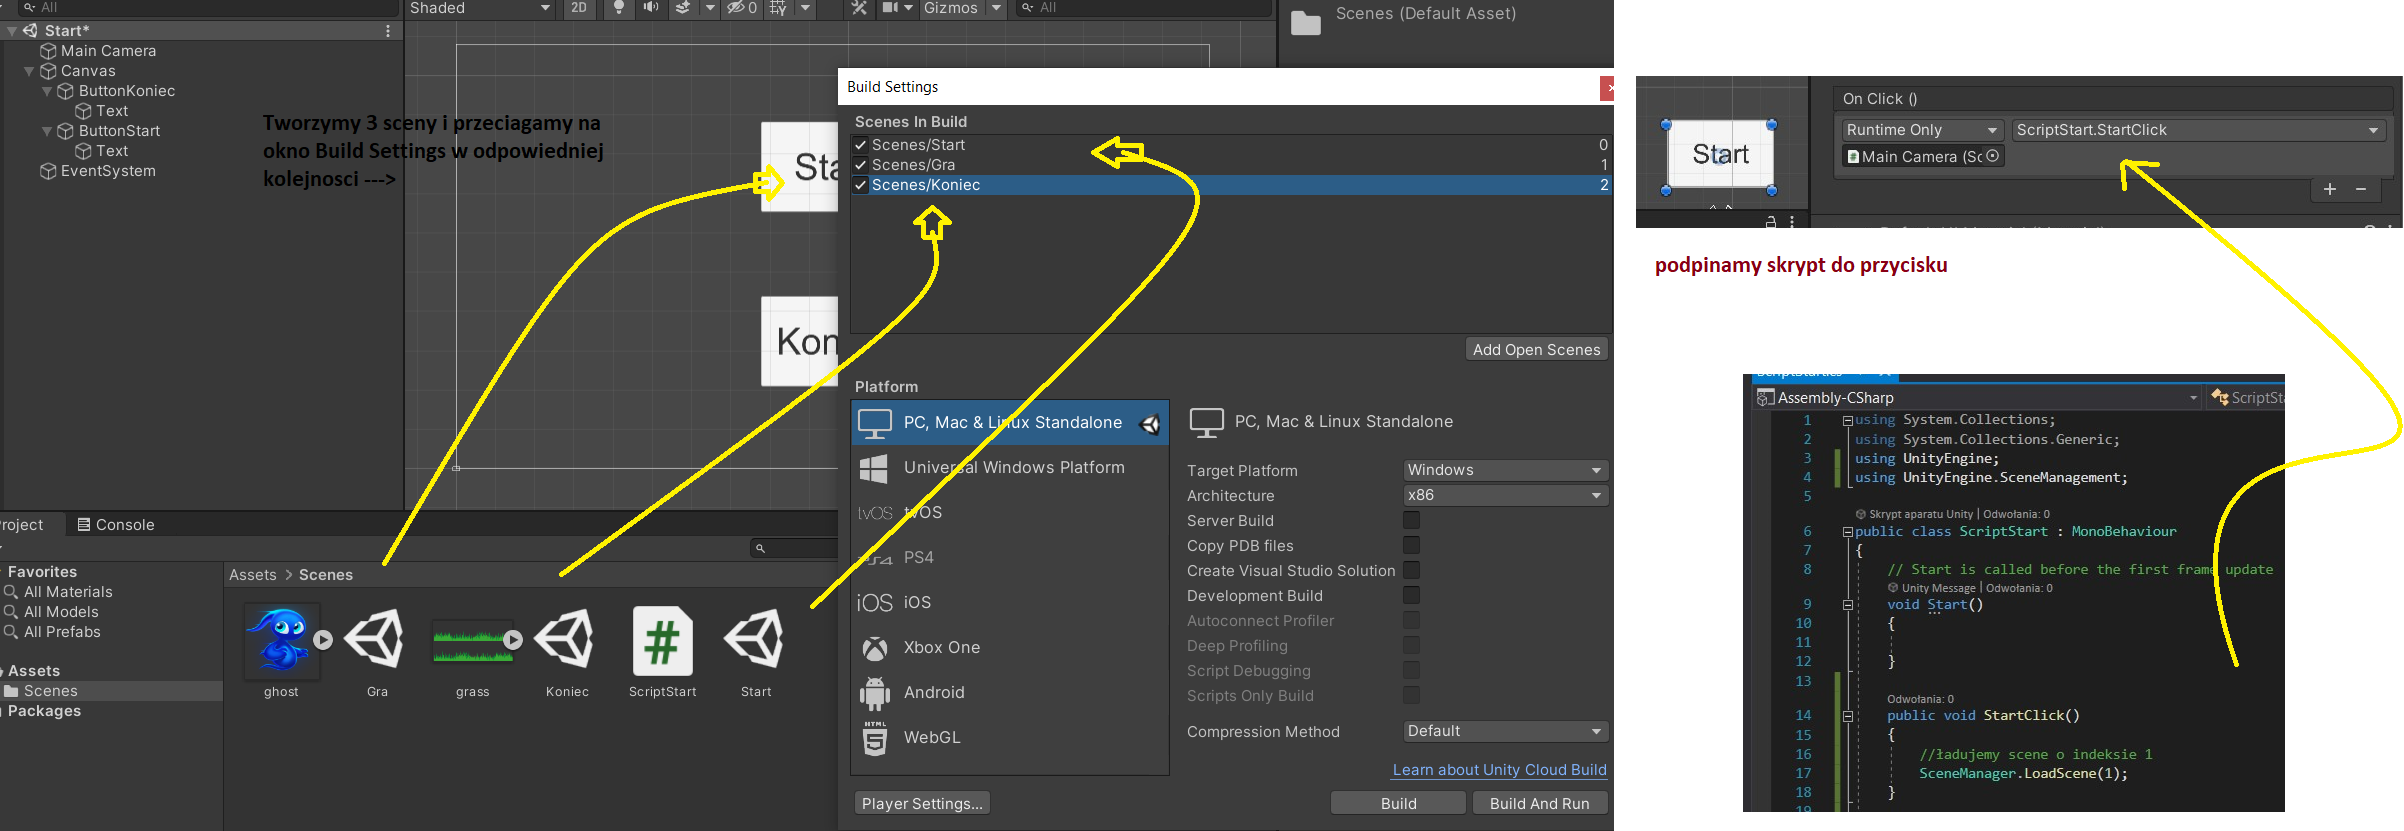 All
Start*
Main Camera
Canvas
ButtonKoniec
Text
ButtonStart
Text
EventSystem
Shaded
2D
0
Gizmos
All
Scenes (Default Asset)
Tworzymy 3 sceny i przeciagamy na
okno Build Settings w odpowiedniej
kolejnosci --->
Sta
Kon
Build Settings
Scenes In Build
Scenes/Start 0
Scenes/Gra 1
Scenes/Koniec 2
Add Open Scenes
Platform
PC, Mac & Linux Standalone
Universal Windows Platform
tvOS tvOS
PS4
iOS iOS
Xbox One
Android
HTML
WebGL
PC, Mac & Linux Standalone
Target Platform Windows
Architecture x86
Server Build
Copy PDB files
Create Visual Studio Solution
Development Build
Autoconnect Profiler
Deep Profiling
Script Debugging
Scripts Only Build
Compression Method Default
Learn about Unity Cloud Build
Player Settings...
Build
Build And Run
roject
Console
Favorites
All Materials
All Models
All Prefabs
Assets
Scenes
Packages
Assets > Scenes
ghost
Gra
grass
Koniec
#
ScriptStart
Start
Start
On Click ()
Runtime Only
ScriptStart.StartClick
Main Camera (Sc
+ −
podpinamy skrypt do przycisku
Assembly-CSharp
ScriptSta
1 using System.Collections;
2 using System.Collections.Generic;
3 using UnityEngine;
4 using UnityEngine.SceneManagement;
5
Skrypt aparatu Unity | Odwołania: 0
6 public class ScriptStart : MonoBehaviour
7 {
8 // Start is called before the first frame update
Unity Message | Odwołania: 0
9 void Start()
10 {
11
12 }
13
Odwołania: 0
14 public void StartClick()
15 {
16 //ładujemy scene o indeksie 1
17 SceneManager.LoadScene(1);
18 }
19